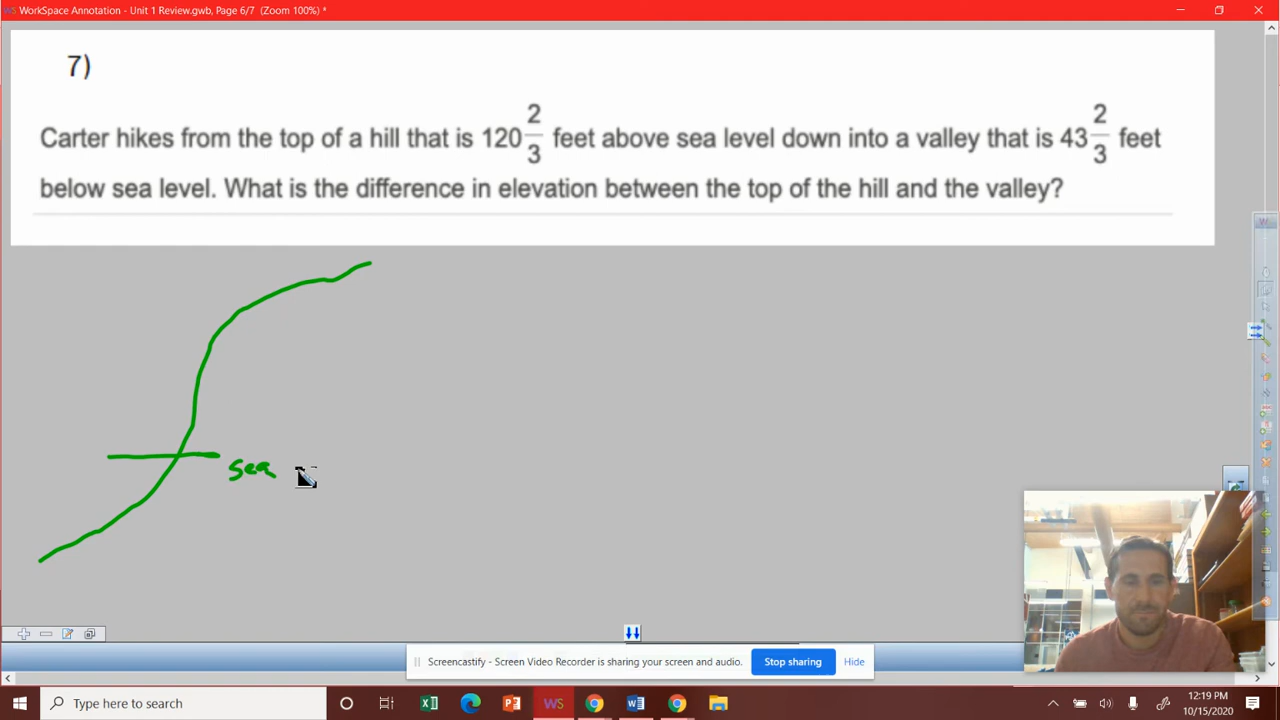 WS WorkSpace Annotation - Unit 1 Review.gwb, Page 6/7 (Zoom 100%) *
7)
Carter hikes from the top of a hill that is 120 2/3 feet above sea level down into a valley that is 43 2/3 feet
below sea level. What is the difference in elevation between the top of the hill and the valley?
sea
Screencastify - Screen Video Recorder is sharing your screen and audio. Stop sharing Hide
Type here to search
WS
12:19 PM
10/15/2020